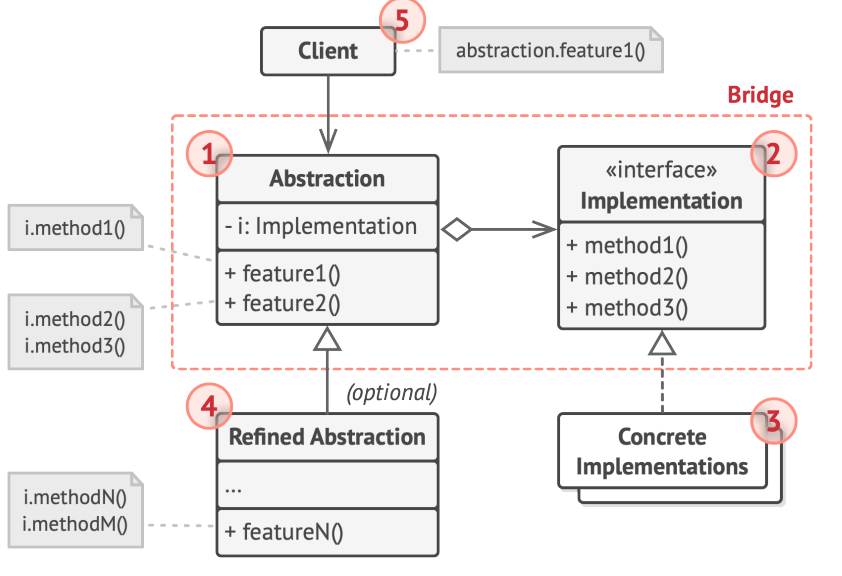 5
Client
abstraction.feature1()
Bridge
1
Abstraction
- i: Implementation
+ feature1()
+ feature2()
2
«interface»
Implementation
+ method1()
+ method2()
+ method3()
i.method1()
i.method2()
i.method3()
(optional)
4
Refined Abstraction
...
+ featureN()
3
Concrete
Implementations
i.methodN()
i.methodM()